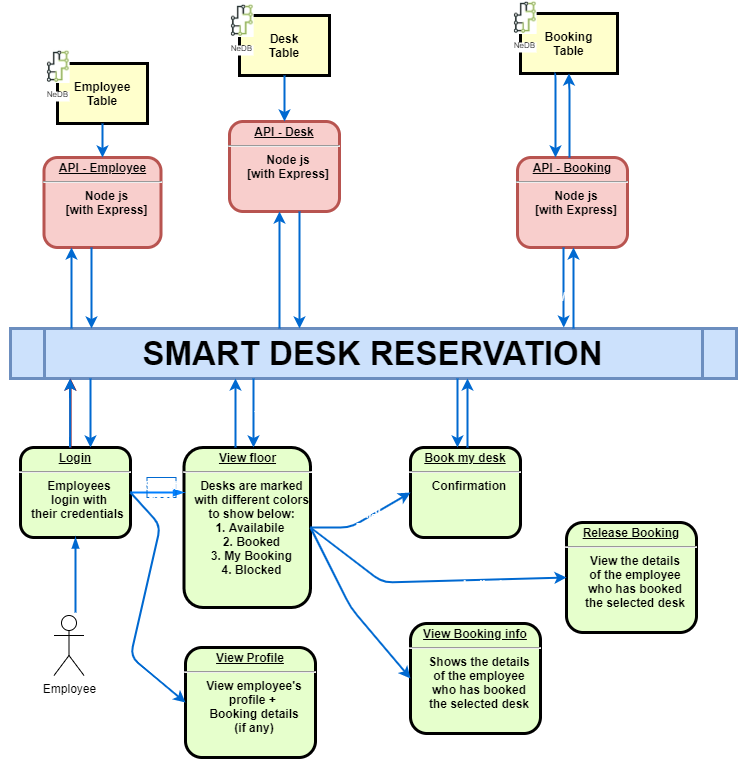 NeDB
Desk
Table
NeDB
Booking
Table
NeDB
Employee
Table
API - Desk
Node js
[with Express]
API - Employee
Node js
[with Express]
API - Booking
Node js
[with Express]
SMART DESK RESERVATION
Login
Employees
login with
their credentials
View floor
Desks are marked
with different colors
to show below:
1. Availabile
2. Booked
3. My Booking
4. Blocked
Book my desk
Confirmation
Release Booking
View the details
of the employee
who has booked
the selected desk
View Booking info
Shows the details
of the employee
who has booked
the selected desk
View Profile
View employee's
profile +
Booking details
(if any)
Employee